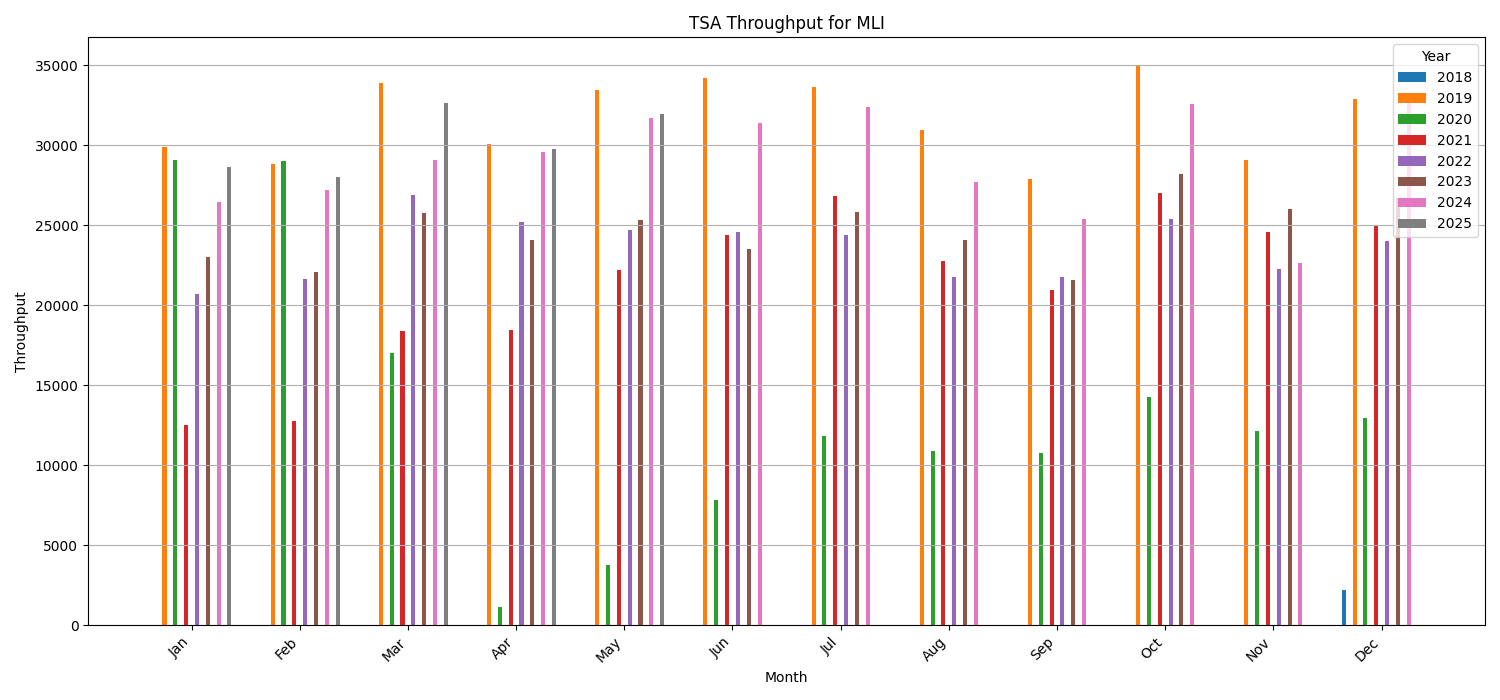 TSA Throughput for MLI
Throughput
35000
30000
25000
20000
15000
10000
5000
0
Year
2018
2019
2020
2021
2022
2023
2024
2025
Jan
Feb
Mar
Apr
May
Jun
Jul
Aug
Sep
Oct
Nov
Dec
Month